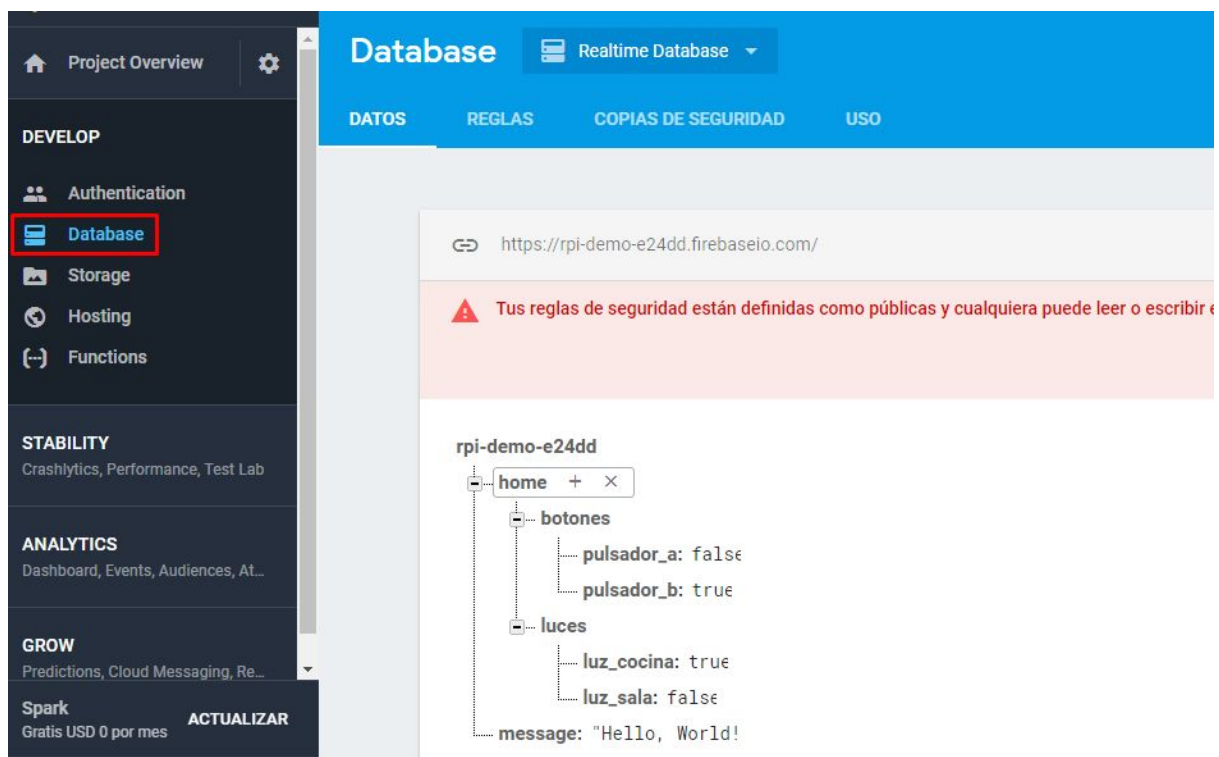 Project Overview
DEVELOP
Authentication
Database
Storage
Hosting
Functions
STABILITY
Crashlytics, Performance, Test Lab
ANALYTICS
Dashboard, Events, Audiences, At...
GROW
Predictions, Cloud Messaging, Re...
Spark
Gratis USD 0 por mes
ACTUALIZAR
Database
Realtime Database
DATOS REGLAS COPIAS DE SEGURIDAD USO
https://rpi-demo-e24dd.firebaseio.com/
Tus reglas de seguridad están definidas como públicas y cualquiera puede leer o escribir e
rpi-demo-e24dd
home + ×
botones
pulsador_a: false
pulsador_b: true
luces
luz_cocina: true
luz_sala: false
message: "Hello, World!